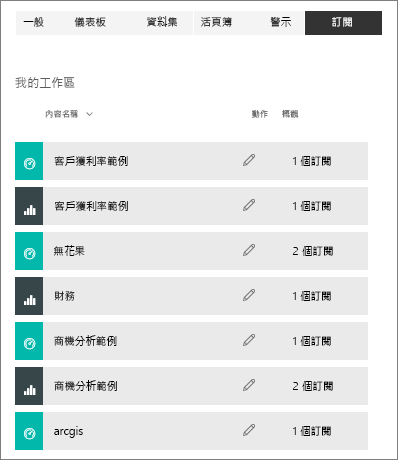 一般 儀表板 資料集 活頁簿 警示 訂閱
我的工作區
內容名稱 動作 概觀
客戶獲利率範例 1 個訂閱
客戶獲利率範例 1 個訂閱
無花果 2 個訂閱
財務 1 個訂閱
商機分析範例 1 個訂閱
商機分析範例 2 個訂閱
arcgis 1 個訂閱